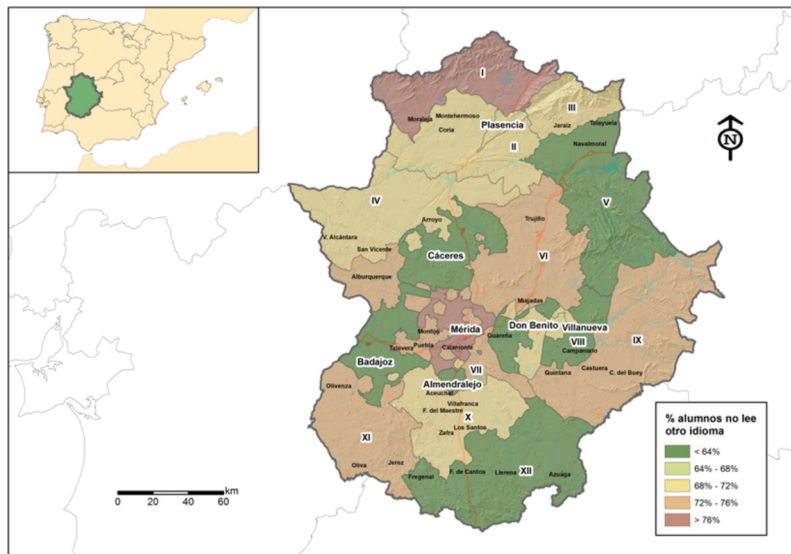 I
III
Montehermoso
Moraleja
Plasencia
Coria
Jaraíz
Talayuela
II
Navalmoral
N
IV
V
Arroyo
Trujillo
V. Alcántara
San Vicente
Cáceres
VI
Alburquerque
Miajadas
Montijo
Mérida
Don Benito
Villanueva
Guareña
Puebla
Talavera
Calamonte
VIII
IX
Campanario
Badajoz
VII
Castuera
Quintana
C. del Buey
Olivenza
Almendralejo
Aceuchal
Villafranca
F. del Maestre
X
Los Santos
Zafra
XI
Oliva
Jerez
F. de Cantos
Llerena
XII
Azuaga
Fregenal
% alumnos no lee
otro idioma
< 64%
64% - 68%
68% - 72%
72% - 76%
> 76%
km
0 10 20 40 60